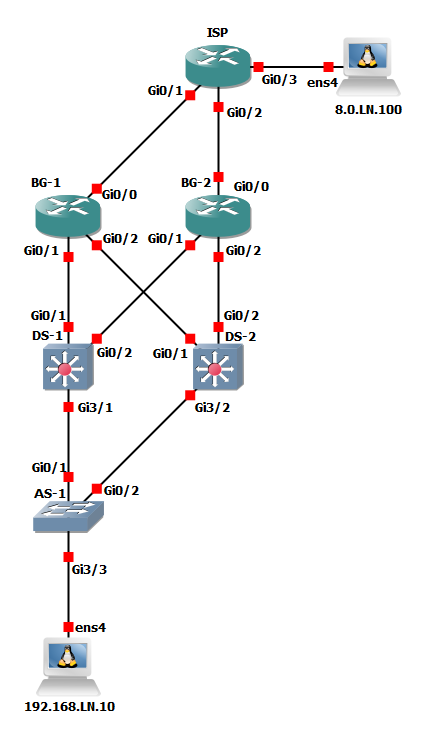 ISP
Gi0/1
Gi0/3
ens4
Gi0/2
8.0.LN.100
BG-1
BG-2
Gi0/0
Gi0/0
Gi0/1
Gi0/2
Gi0/1
Gi0/2
Gi0/1
Gi0/2
DS-1
DS-2
Gi0/2
Gi0/1
Gi3/1
Gi3/2
Gi0/1
AS-1
Gi0/2
Gi3/3
ens4
192.168.LN.10